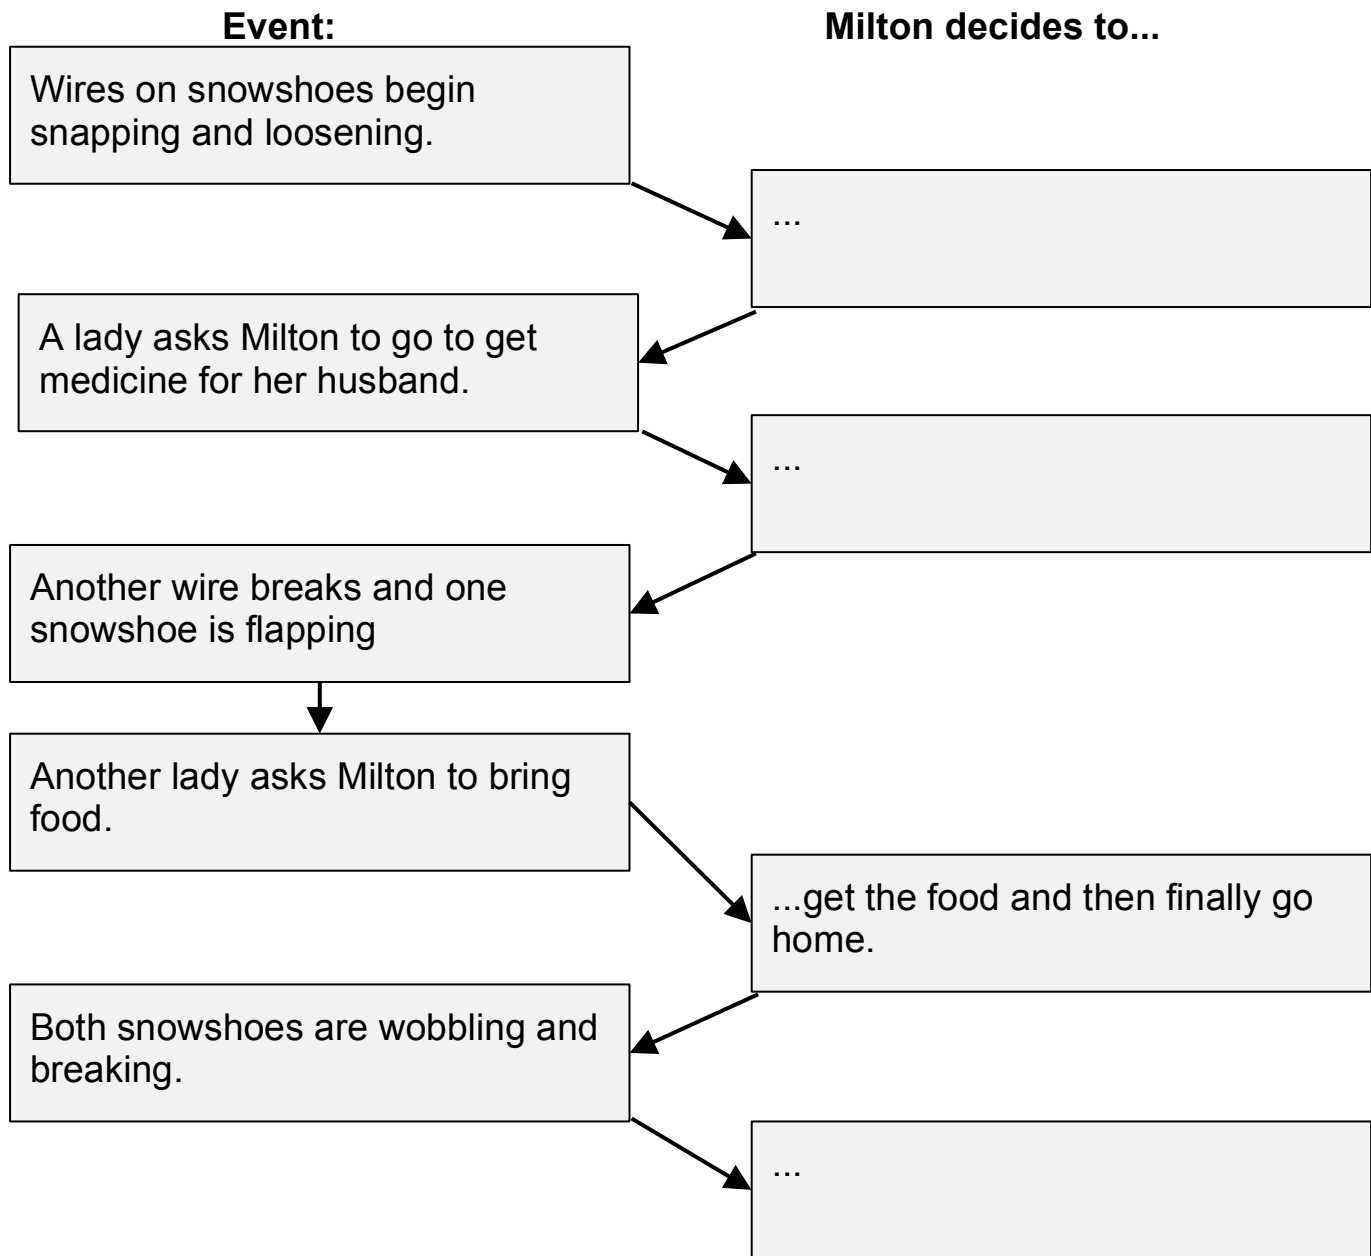 Event:
Milton decides to...
Wires on snowshoes begin
snapping and loosening.
...
A lady asks Milton to go to get
medicine for her husband.
...
Another wire breaks and one
snowshoe is flapping
Another lady asks Milton to bring
food.
...get the food and then finally go
home.
Both snowshoes are wobbling and
breaking.
...